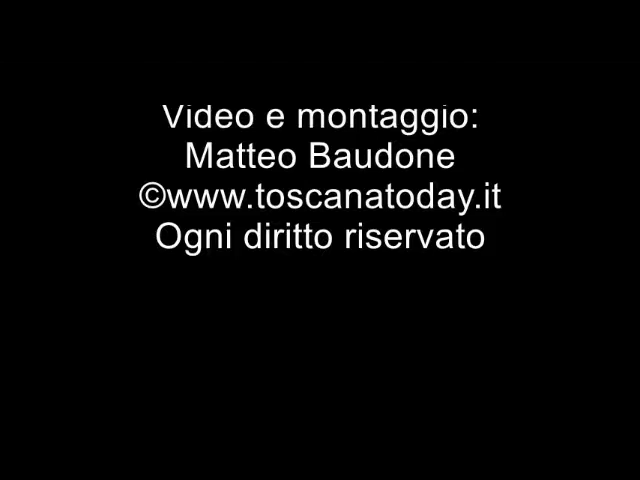 Video e montaggio:
Matteo Baudone
©www.toscanatoday.it
Ogni diritto riservato